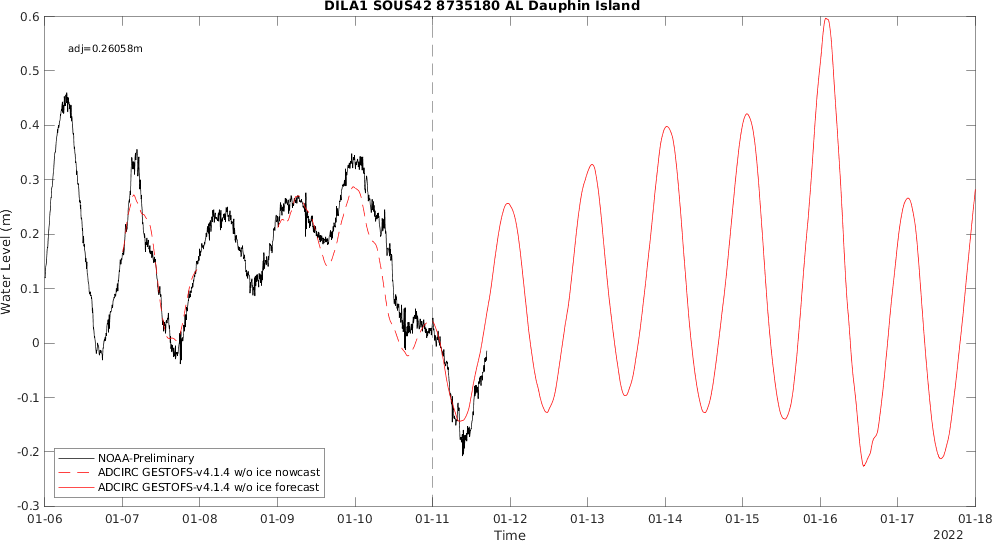 DILA1 SOUS42 8735180 AL Dauphin Island
adj=0.26058m
Water Level (m)
0.6
0.5
0.4
0.3
0.2
0.1
0
-0.1
-0.2
-0.3
NOAA-Preliminary
ADCIRC GESTOFS-v4.1.4 w/o ice nowcast
ADCIRC GESTOFS-v4.1.4 w/o ice forecast
01-06 01-07 01-08 01-09 01-10 01-11 01-12 01-13 01-14 01-15 01-16 01-17 01-18
Time
2022